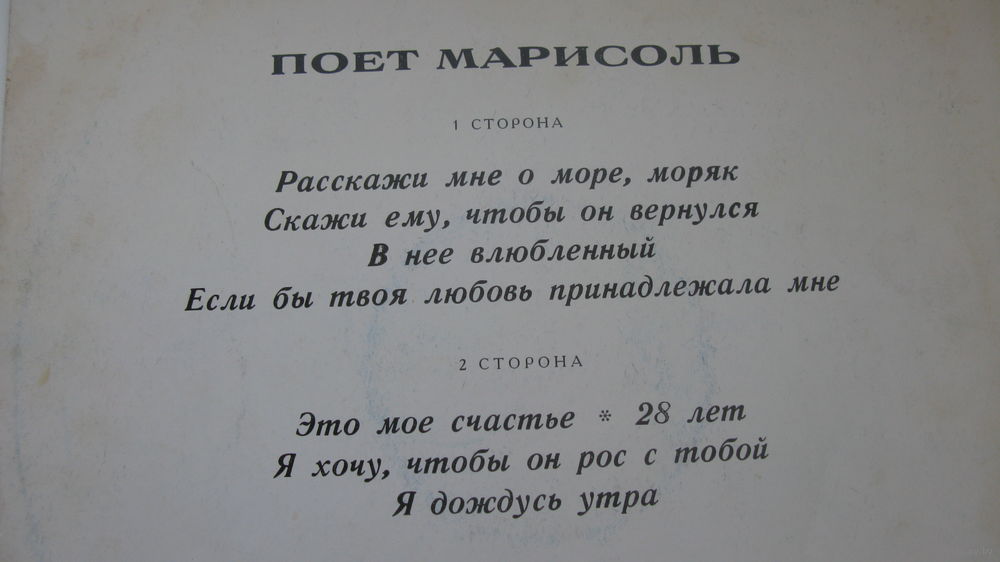 ПОЕТ МАРИСОЛЬ
1 СТОРОНА
Расскажи мне о море, моряк
Скажи ему, чтобы он вернулся
В нее влюбленный
Если бы твоя любовь принадлежала мне
2 СТОРОНА
Это мое счастье * 28 лет
Я хочу, чтобы он рос с тобой
Я дождусь утра